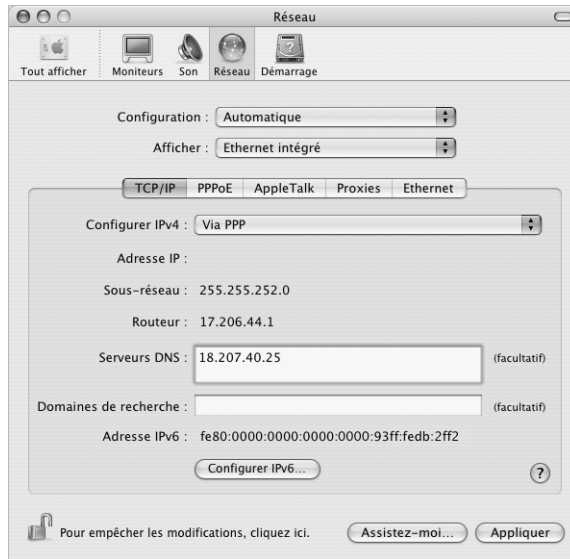 Réseau
Tout afficher Moniteurs Son Réseau Démarrage
Configuration : Automatique
Afficher : Ethernet intégré
TCP/IP PPPoE AppleTalk Proxies Ethernet
Configurer IPv4 : Via PPP
Adresse IP :
Sous-réseau : 255.255.252.0
Routeur : 17.206.44.1
Serveurs DNS : 18.207.40.25 (facultatif)
Domaines de recherche : (facultatif)
Adresse IPv6 : fe80:0000:0000:0000:0000:93ff:fedb:2ff2
Configurer IPv6... ?
Pour empêcher les modifications, cliquez ici. Assistez-moi... Appliquer